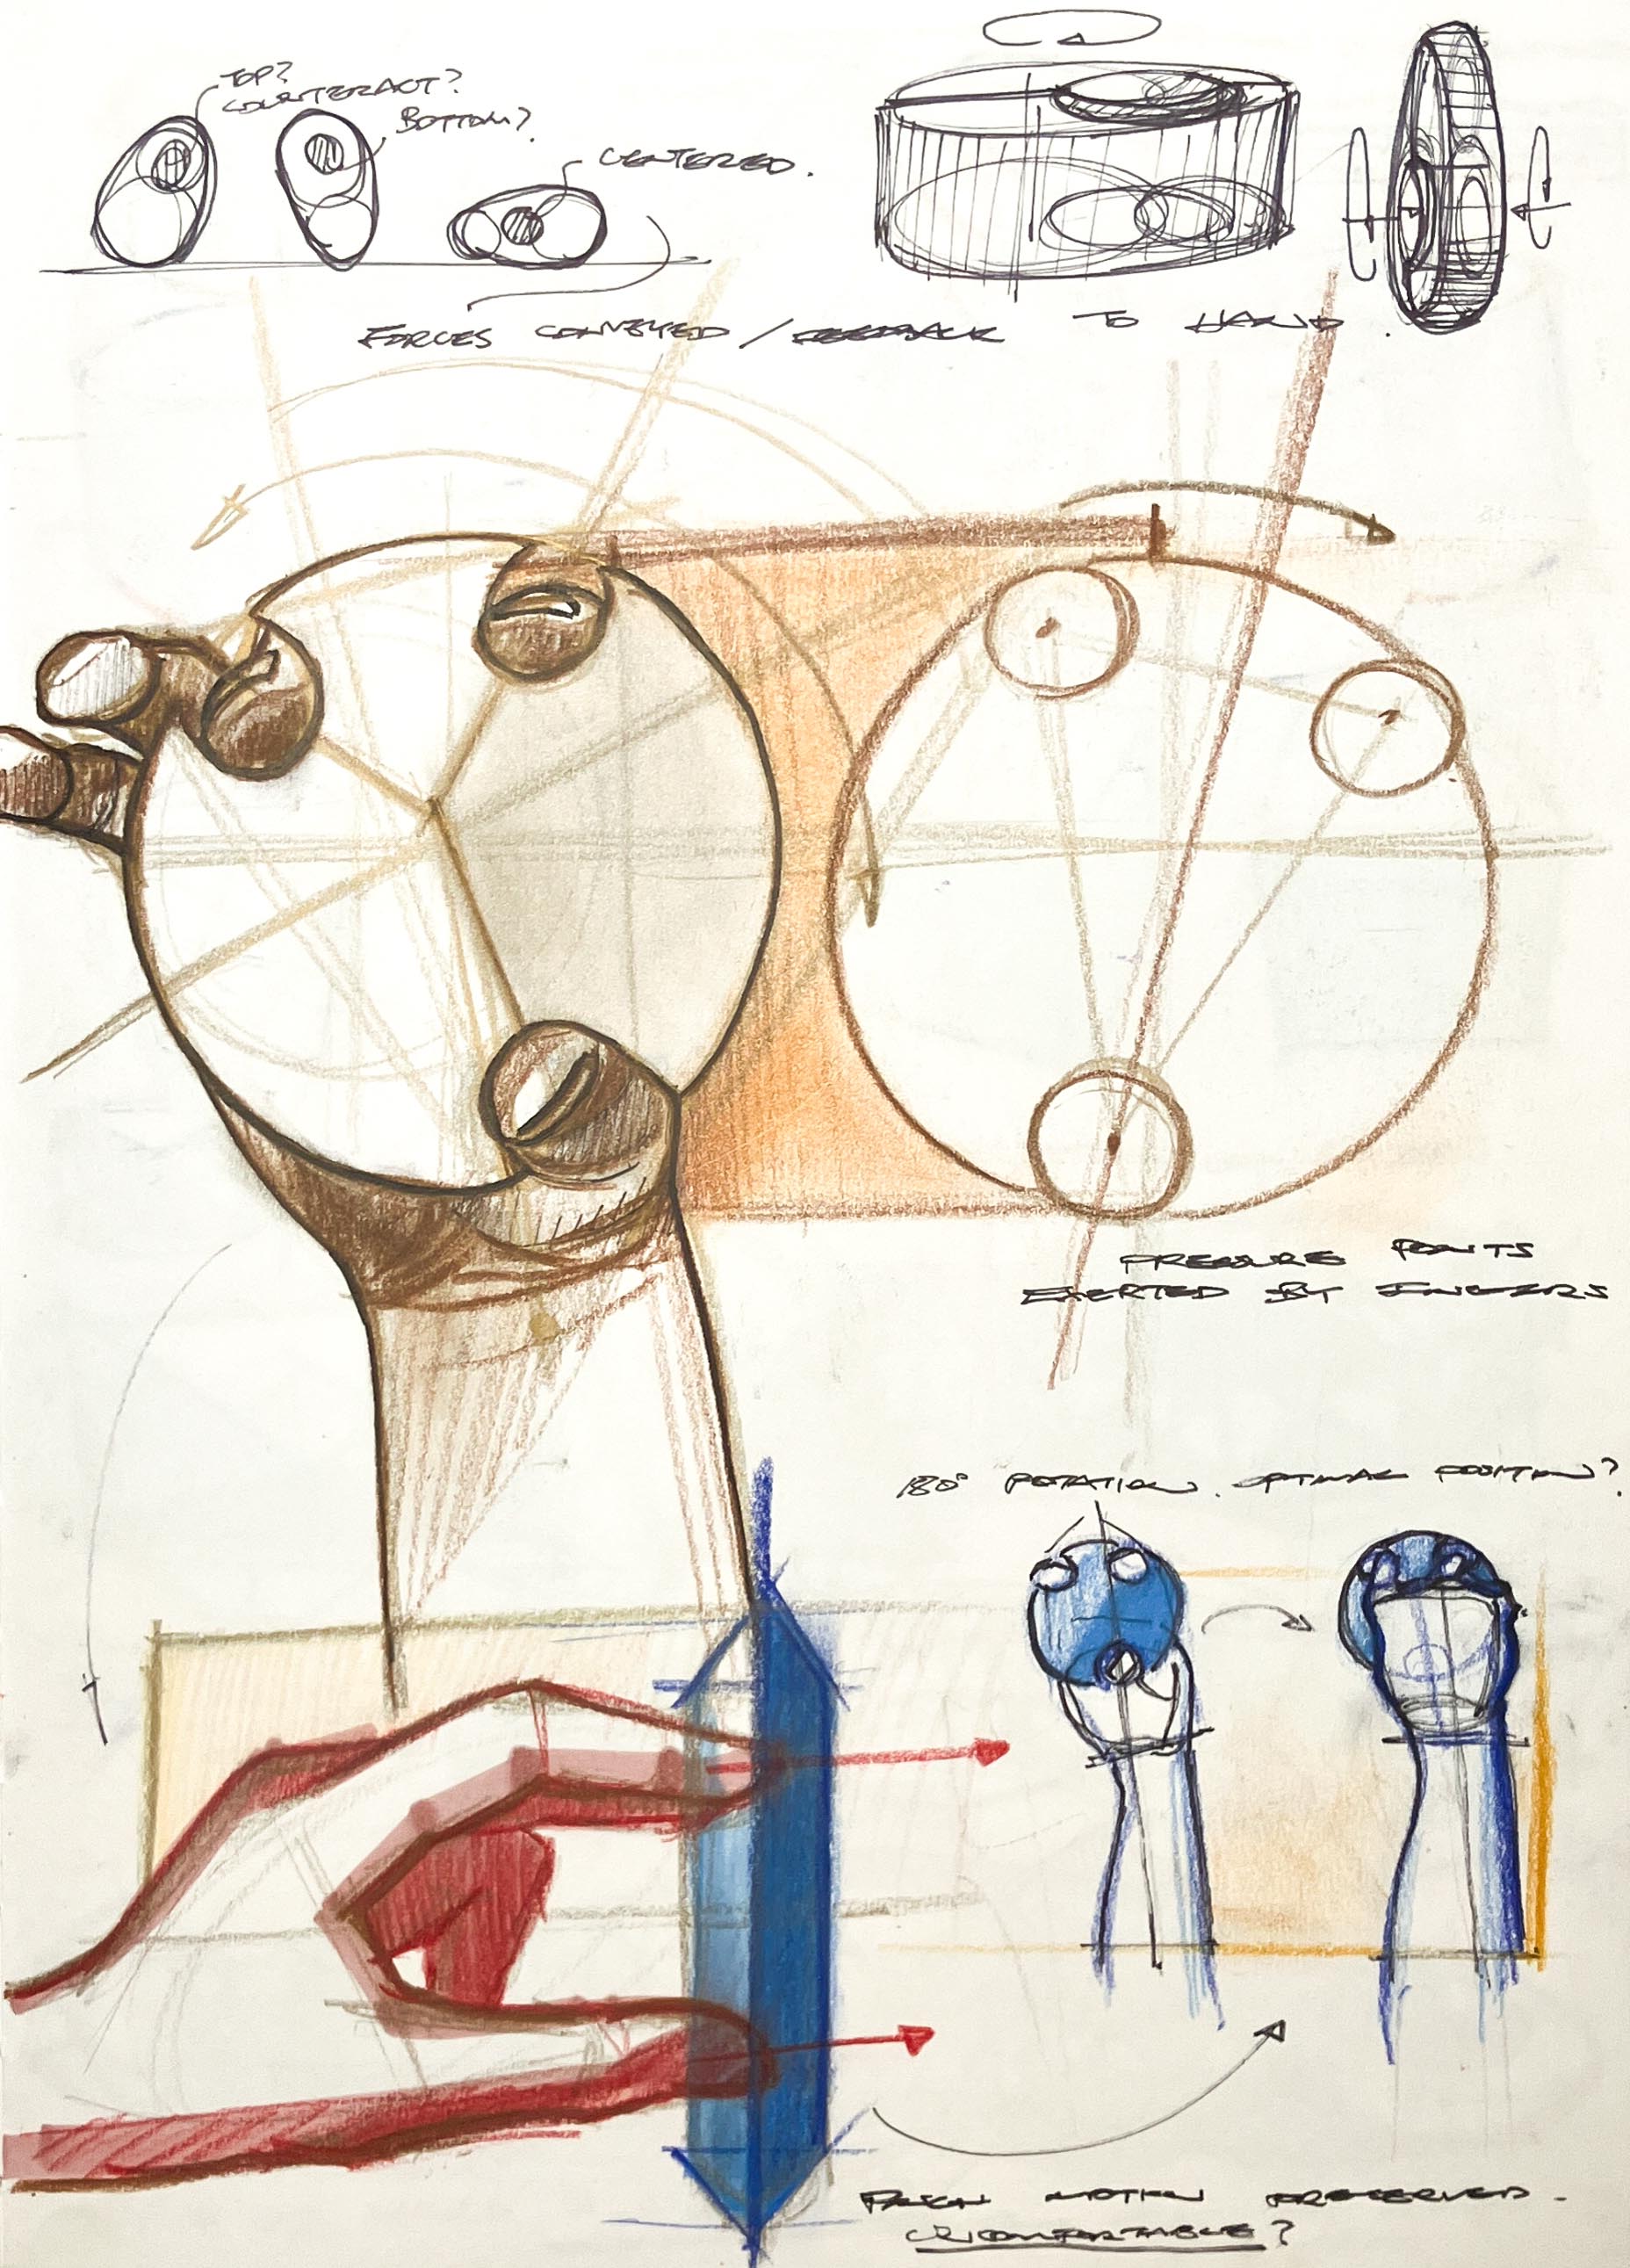 TOP?
COUNTERACT?
BOTTOM?
CENTERED.
FORCES CONVEYED / FEEDBACK TO HAND.
PRESSURE POINTS
EXERTED BY FINGERS
180° ROTATION. OPTIMAL POSITION?
MOTION PRESERVED.
UNCOMFORTABLE?